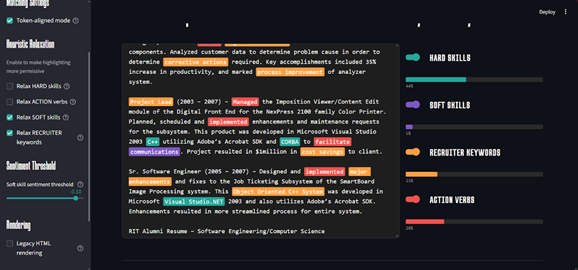 Deploy
Matching Settings
Token-aligned mode
Heuristic Relaxation
Enable to make highlighting
more permissive
Relax HARD skills
Relax ACTION verbs
Relax SOFT skills
Relax RECRUITER
keywords
Sentiment Threshold
Soft skill sentiment threshold
-0.10
Rendering
Legacy HTML
rendering
components. Analyzed customer data to determine problem cause in order to
determine corrective actions required. Key accomplishments included 35%
increase in productivity, and marked process improvement of analyzer
system.
Project Lead (2003 – 2007) – Managed the Imposition Viewer/Content Edit
module of the Digital Front End for the NexPress 2100 Family Color Printer.
Planned, scheduled and implemented enhancements and maintenance requests
for the subsystem. This product was developed in Microsoft Visual Studio
2003 C++ utilizing Adobe's Acrobat SDK and CORBA to facilitate
communications. Project resulted in $1million in cost savings to client.
Sr. Software Engineer (2005 – 2007) – Designed and implemented major
enhancements and fixes to the Job Ticketing Subsystem of the SmartBoard
Image Processing system. This Object Oriented C++ System was developed in
Microsoft Visual Studio.NET 2003 and also utilizes Adobe's Acrobat SDK.
Enhancements resulted in more streamlined process for entire system.
RIT Alumni Resume – Software Engineering/Computer Science
HARD SKILLS
44%
SOFT SKILLS
5%
RECRUITER KEYWORDS
23%
ACTION VERBS
28%